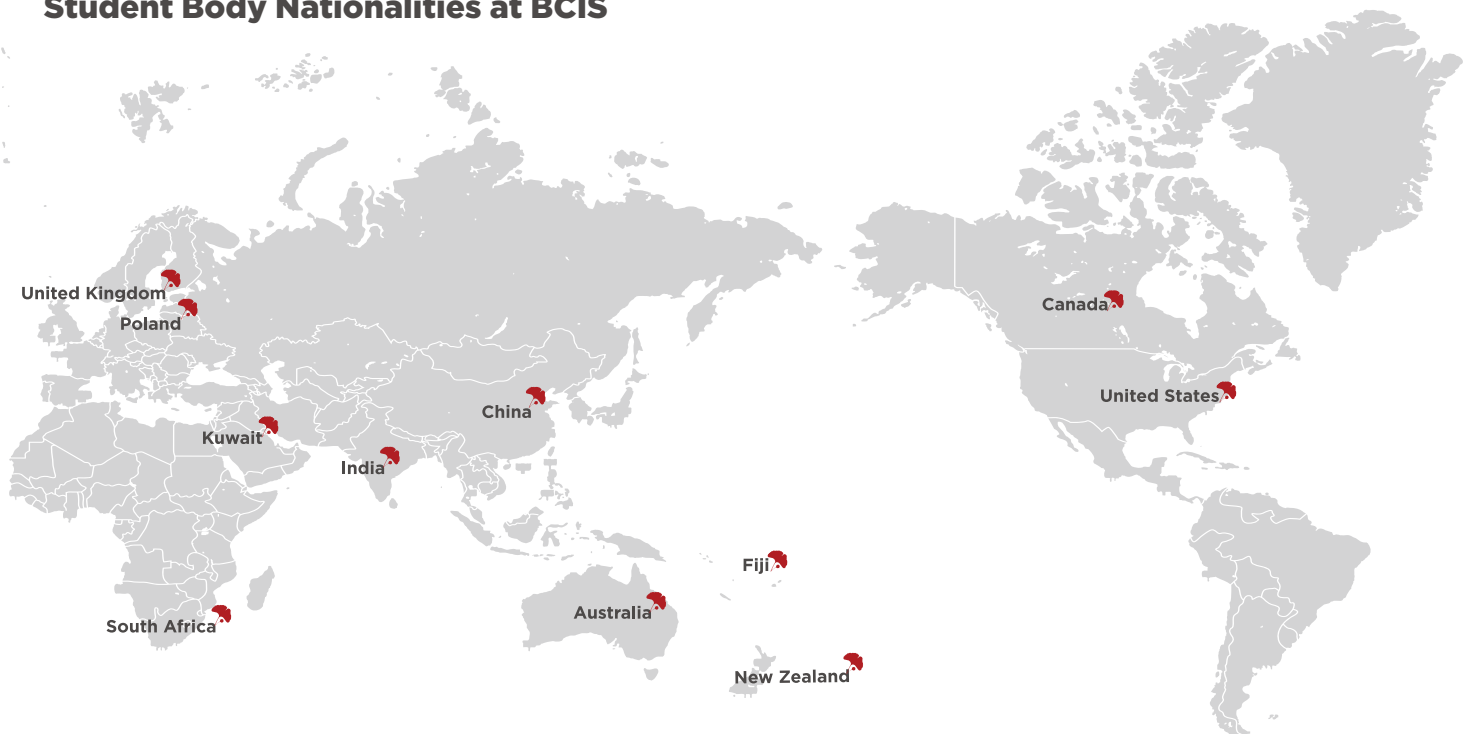 Student Body Nationalities at BCIS
United Kingdom
Poland
Canada
United States
China
Kuwait
India
Fiji
Australia
South Africa
New Zealand